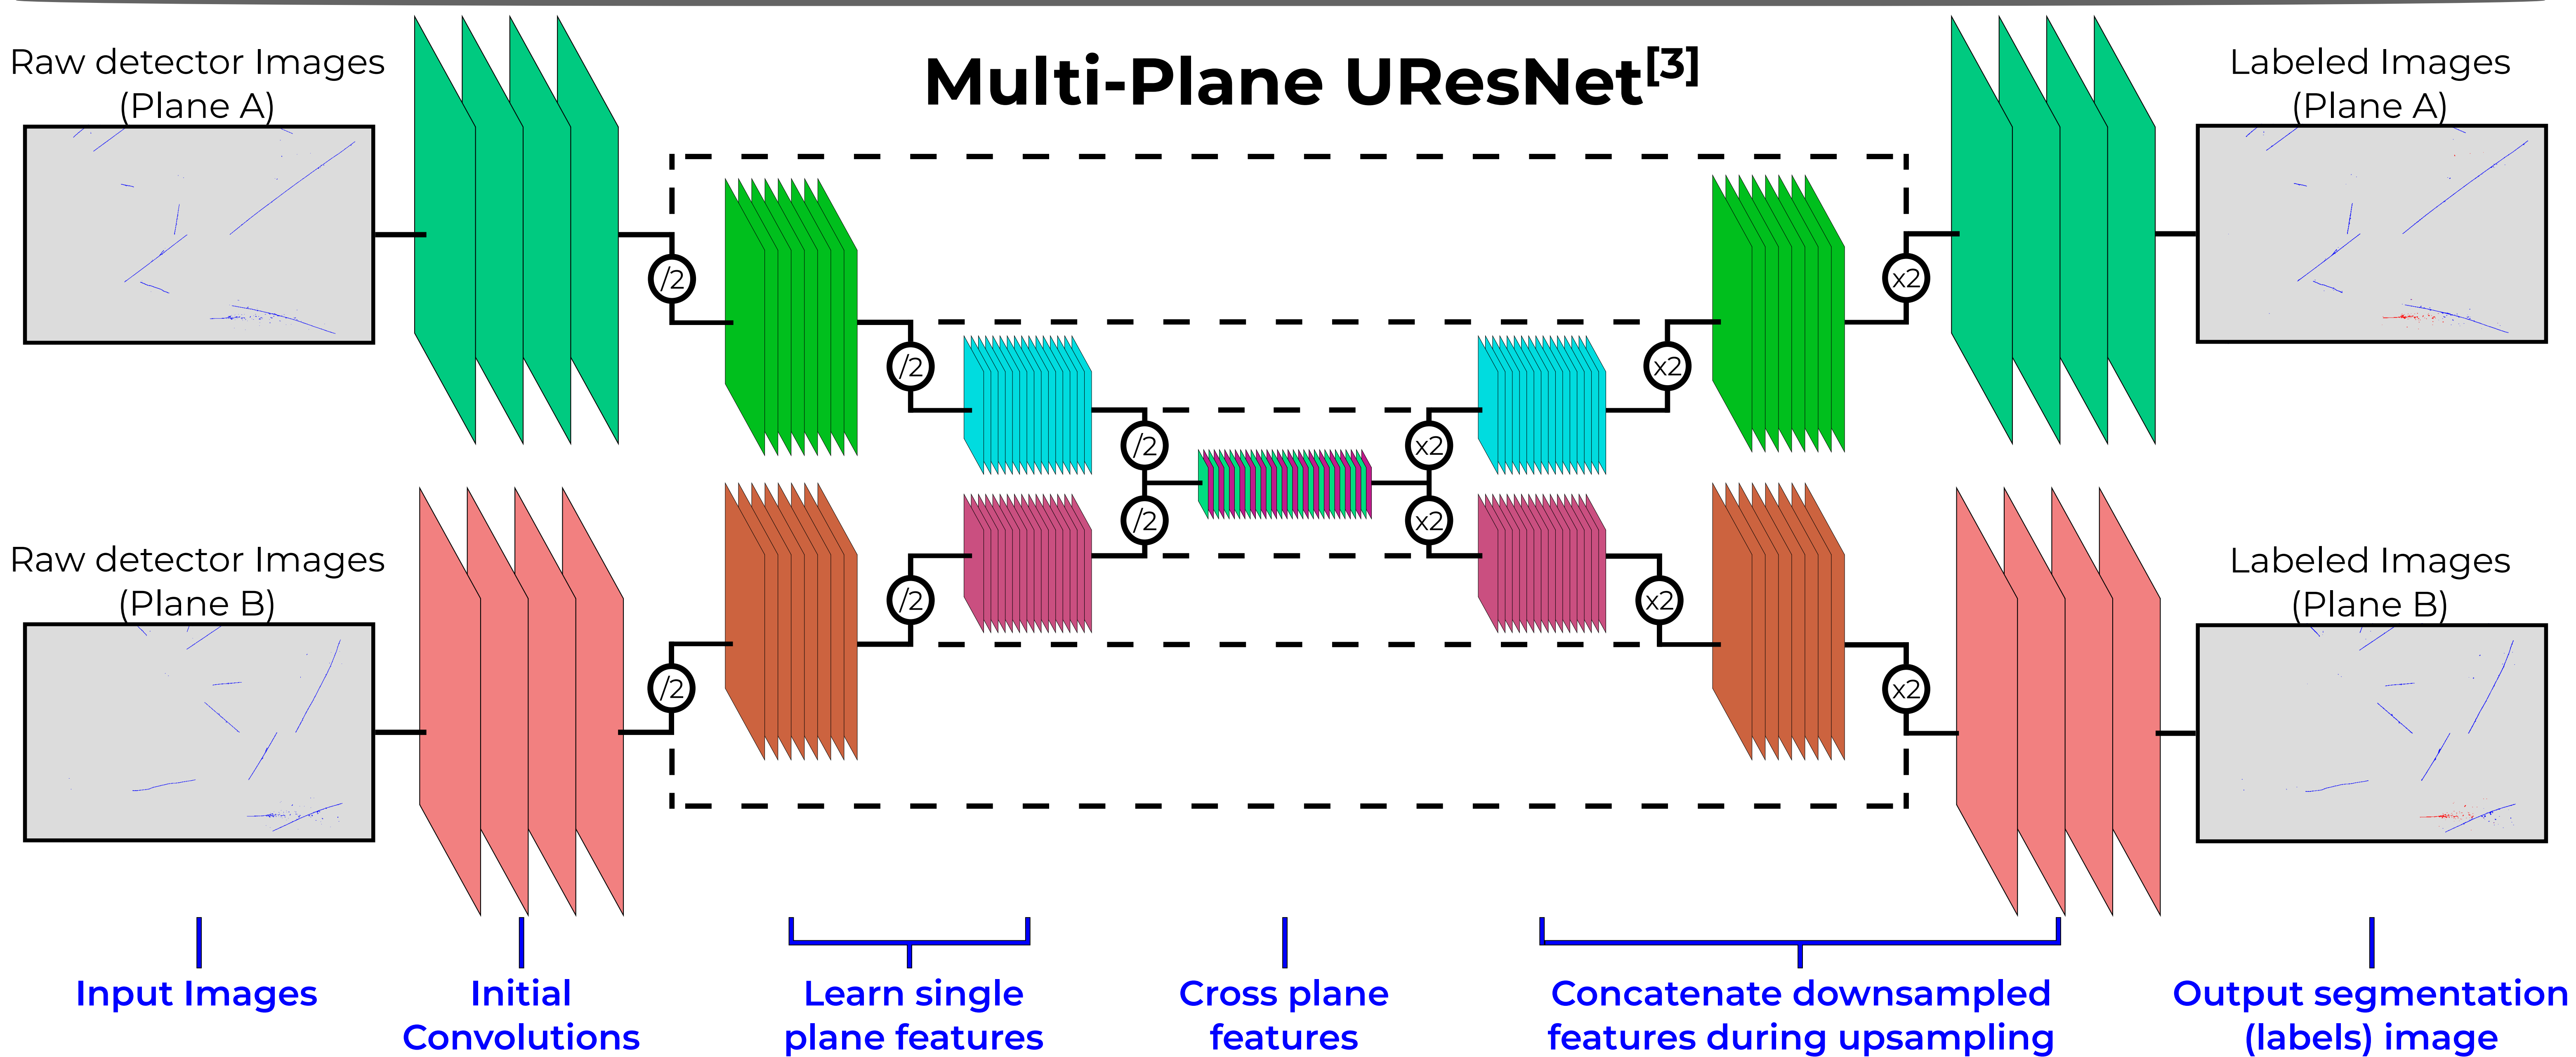 Multi-Plane UResNet[3]
Raw detector Images
(Plane A)
Labeled Images
(Plane A)
/2
x2
/2
x2
/2
x2
/2
x2
Raw detector Images
(Plane B)
Labeled Images
(Plane B)
/2
x2
/2
x2
Input Images
Initial
Convolutions
Learn single
plane features
Cross plane
features
Concatenate downsampled
features during upsampling
Output segmentation
(labels) image